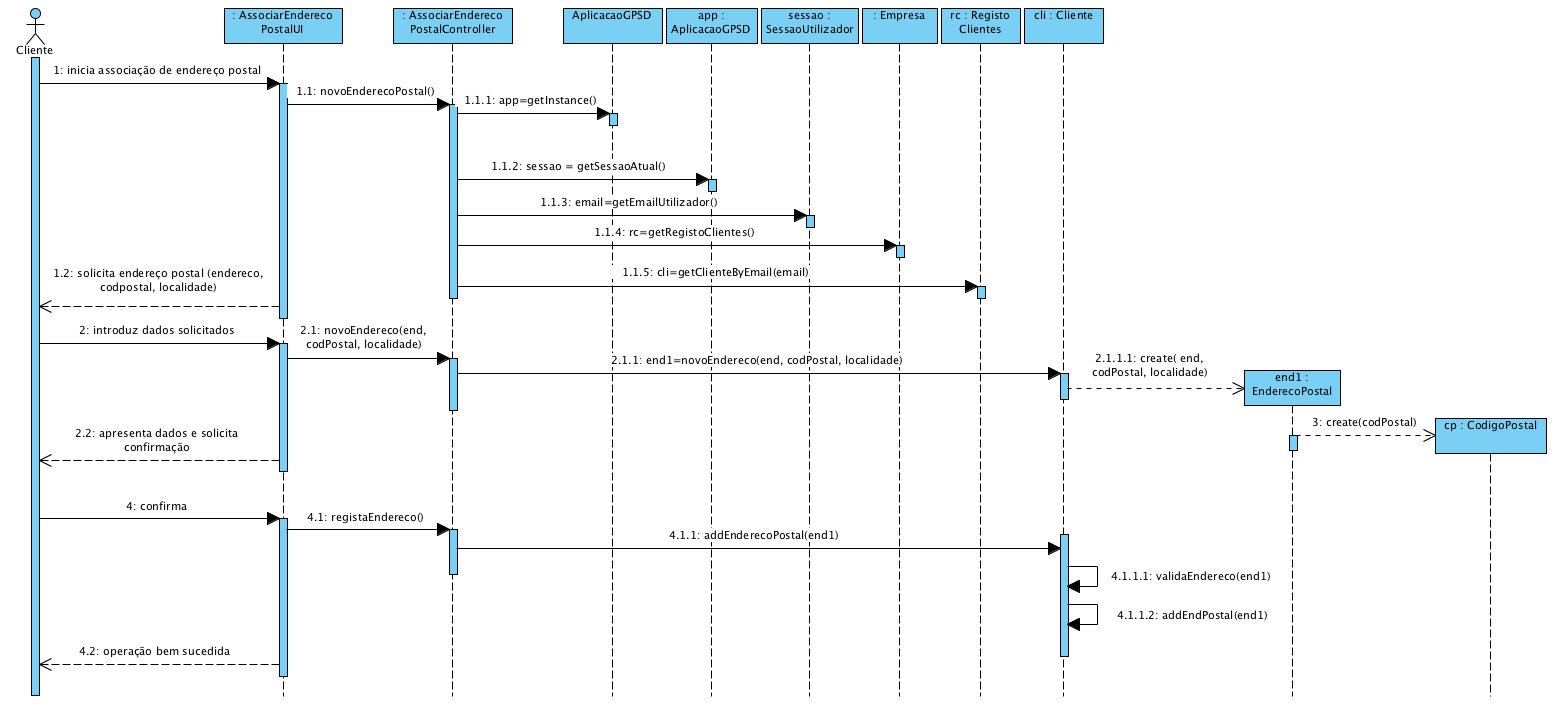 Cliente
: AssociarEndereco
PostalUI
: AssociarEndereco
PostalController
AplicacaoGPSD
app :
AplicacaoGPSD
sessao :
SessaoUtilizador
: Empresa
rc : Registo
Clientes
cli : Cliente
1: inicia associação de endereço postal
1.1: novoEnderecoPostal()
1.1.1: app=getInstance()
1.1.2: sessao = getSessaoAtual()
1.1.3: email=getEmailUtilizador()
1.1.4: rc=getRegistoClientes()
1.1.5: cli=getClienteByEmail(email)
1.2: solicita endereço postal (endereco,
codpostal, localidade)
2: introduz dados solicitados
2.1: novoEndereco(end,
codPostal, localidade)
2.1.1: end1=novoEndereco(end, codPostal, localidade)
2.1.1.1: create( end,
codPostal, localidade)
end1 :
EnderecoPostal
3: create(codPostal)
cp : CodigoPostal
2.2: apresenta dados e solicita
confirmação
4: confirma
4.1: registaEndereco()
4.1.1: addEnderecoPostal(end1)
4.1.1.1: validaEndereco(end1)
4.1.1.2: addEndPostal(end1)
4.2: operação bem sucedida